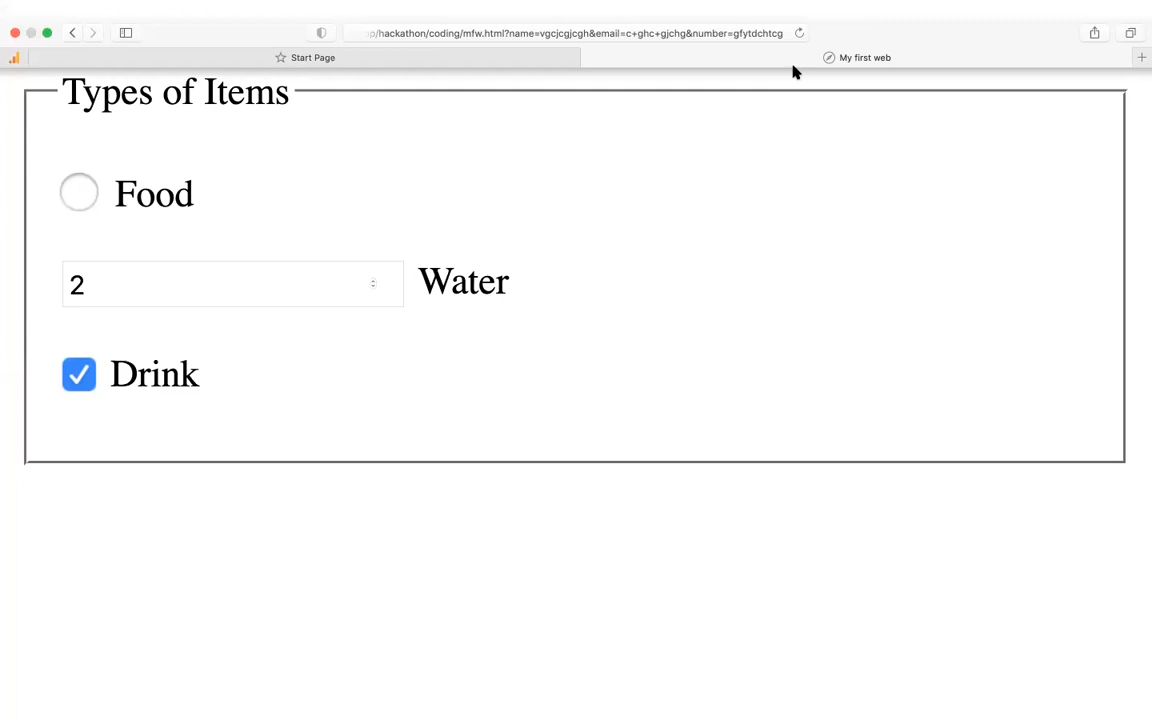 :p/hackathon/coding/mfw.html?name=vgcjcgjcgh&email=c+ghc+gjchg&number=gfytdchtcg
Start Page
My first web
Types of Items
Food
2 Water
Drink